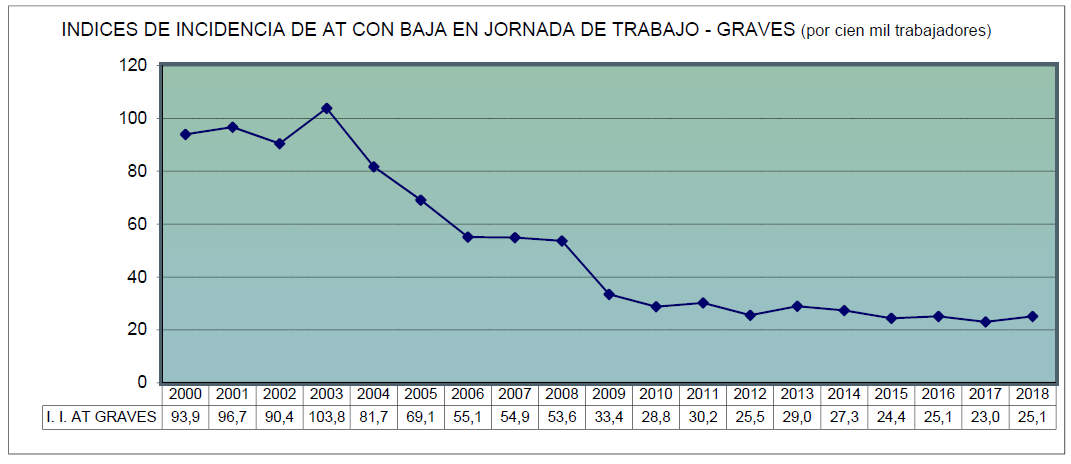 INDICES DE INCIDENCIA DE AT CON BAJA EN JORNADA DE TRABAJO - GRAVES (por cien mil trabajadores)
120
100
80
60
40
20
0
2000 2001 2002 2003 2004 2005 2006 2007 2008 2009 2010 2011 2012 2013 2014 2015 2016 2017 2018
I. I. AT GRAVES 93,9 96,7 90,4 103,8 81,7 69,1 55,1 54,9 53,6 33,4 28,8 30,2 25,5 29,0 27,3 24,4 25,1 23,0 25,1